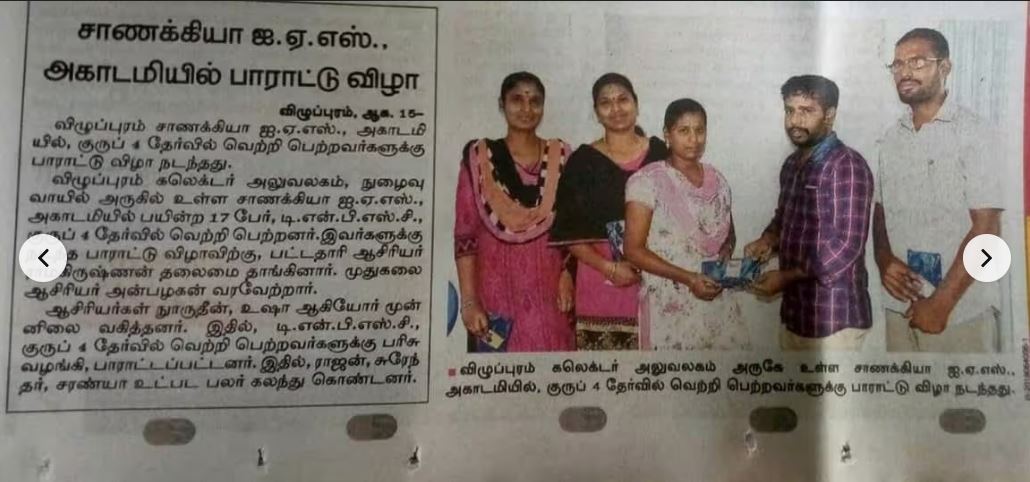 சாணக்கியா ஐ.ஏ.எஸ்.,
அகாடமியில் பாராட்டு விழா
விழுப்புரம், ஆக. 15–
விழுப்புரம் சாணக்கியா ஐ.ஏ.எஸ்., அகாடமி
யில், குரூப் 4 தேர்வில் வெற்றி பெற்றவர்களுக்கு
பாராட்டு விழா நடந்தது.
விழுப்புரம் கலெக்டர் அலுவலகம், நுழைவு
வாயில் அருகில் உள்ள சாணக்கியா ஐ.ஏ.எஸ்.,
அகாடமியில் பயின்ற 17 பேர், டி.என்.பி.எஸ்.சி.,
குரூப் 4 தேர்வில் வெற்றி பெற்றனர்.இவர்களுக்கு
பாராட்டு விழாவிற்கு, பட்டதாரி ஆசிரியர்
தலைமை தாங்கினார். முதுகலை
ஆசிரியர் அன்பழகன் வரவேற்றார்.
ஆசிரியர்கள் நூருதீன், உஷா ஆகியோர் முன்
னிலை வகித்தனர். இதில், டி.என்.பி.எஸ்.சி.,
குரூப் 4 தேர்வில் வெற்றி பெற்றவர்களுக்கு பரிசு
வழங்கி, பாராட்டப்பட்டனர். இதில், ராஜன், சுரேந்
தர், சரண்யா உட்பட பலர் கலந்து கொண்டனர்.
விழுப்புரம் கலெக்டர் அலுவலகம் அருகே உள்ள சாணக்கியா ஐ.ஏ.எஸ்.,
அகாடமியில், குரூப் 4 தேர்வில் வெற்றி பெற்றவர்களுக்கு பாராட்டு விழா நடந்தது.